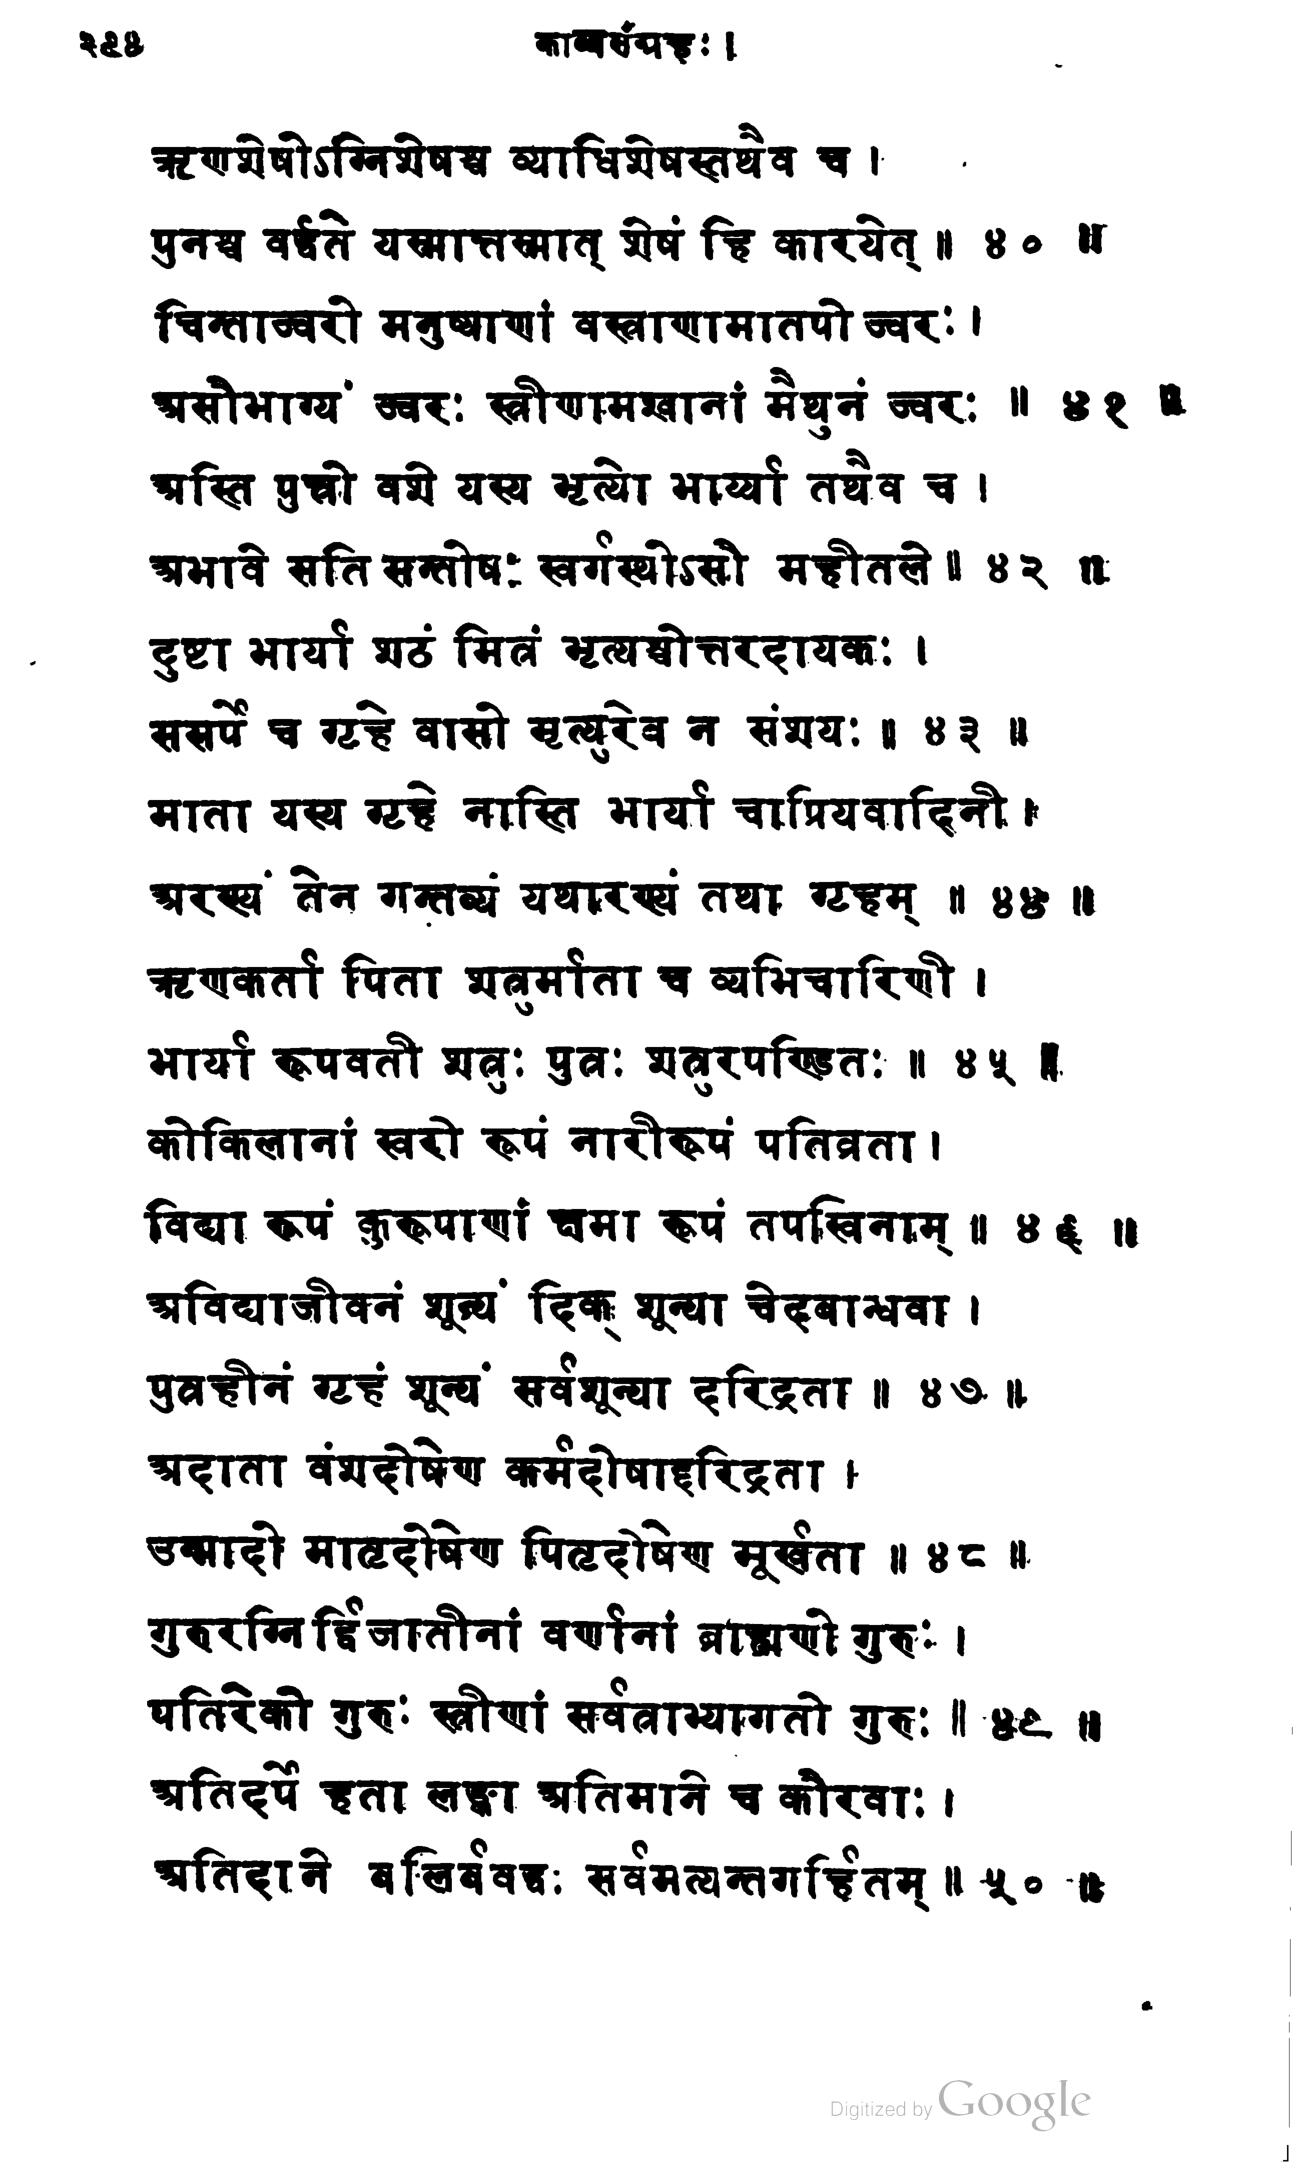 ३१४ काव्यसंग्रहः।
ऋणशेषोऽग्निशेषश्च व्याधिशेषस्तथैव च।
पुनश्च वर्द्धते यस्मात्तस्मात् शेषं हि कारयेत्॥ ४०॥
चिन्ताज्वरो मनुष्याणां वस्त्राणामातपो ज्वरः।
असौभाग्यं ज्वरः स्त्रीणामश्वानां मैथुनं ज्वरः॥ ४१॥
अस्ति पुत्त्रो वशे यस्य भृत्यो भार्य्या तथैव च।
अभावे सति सन्तोषः स्वर्गस्थोऽसौ महीतले॥ ४२॥
दुष्टा भार्या शठं मित्रं भृत्यश्चोत्तरदायकः।
ससर्पे च गृहे वासो मृत्युरेव न संशयः॥ ४३॥
माता यस्य गृहे नास्ति भार्या चाप्रियवादिनी।
अरण्यं तेन गन्तव्यं यथारण्यं तथा गृहम्॥ ४४॥
ऋणकर्ता पिता शत्रुर्माता च व्यभिचारिणी।
भार्या रूपवती शत्रुः पुत्रः शत्रुरपण्डितः॥ ४५॥
कोकिलानां स्वरो रूपं नारीरूपं पतिव्रता।
विद्या रूपं कुरूपाणां क्षमा रूपं तपस्विनाम्॥ ४६॥
अविद्याजीवनं शून्यं दिक् शून्या चेदबान्धवा।
पुत्रहीनं गृहं शून्यं सर्वशून्या दरिद्रता॥ ४७॥
अदाता वंशदोषेण कर्मदोषाद्दरिद्रता।
उन्मादो मातृदोषेण पितृदोषेण मूर्खता॥ ४८॥
गुरुरग्निर्द्विजातीनां वर्णानां ब्राह्मणो गुरुः।
पतिरेको गुरुः स्त्रीणां सर्वत्राभ्यागतो गुरुः॥ ४९॥
अतिदर्पे हता लङ्का अतिमाने च कौरवाः।
अतिदाने बलिर्बद्धः सर्वमत्यन्तगर्हितम्॥ ५०॥
Digitized by Google